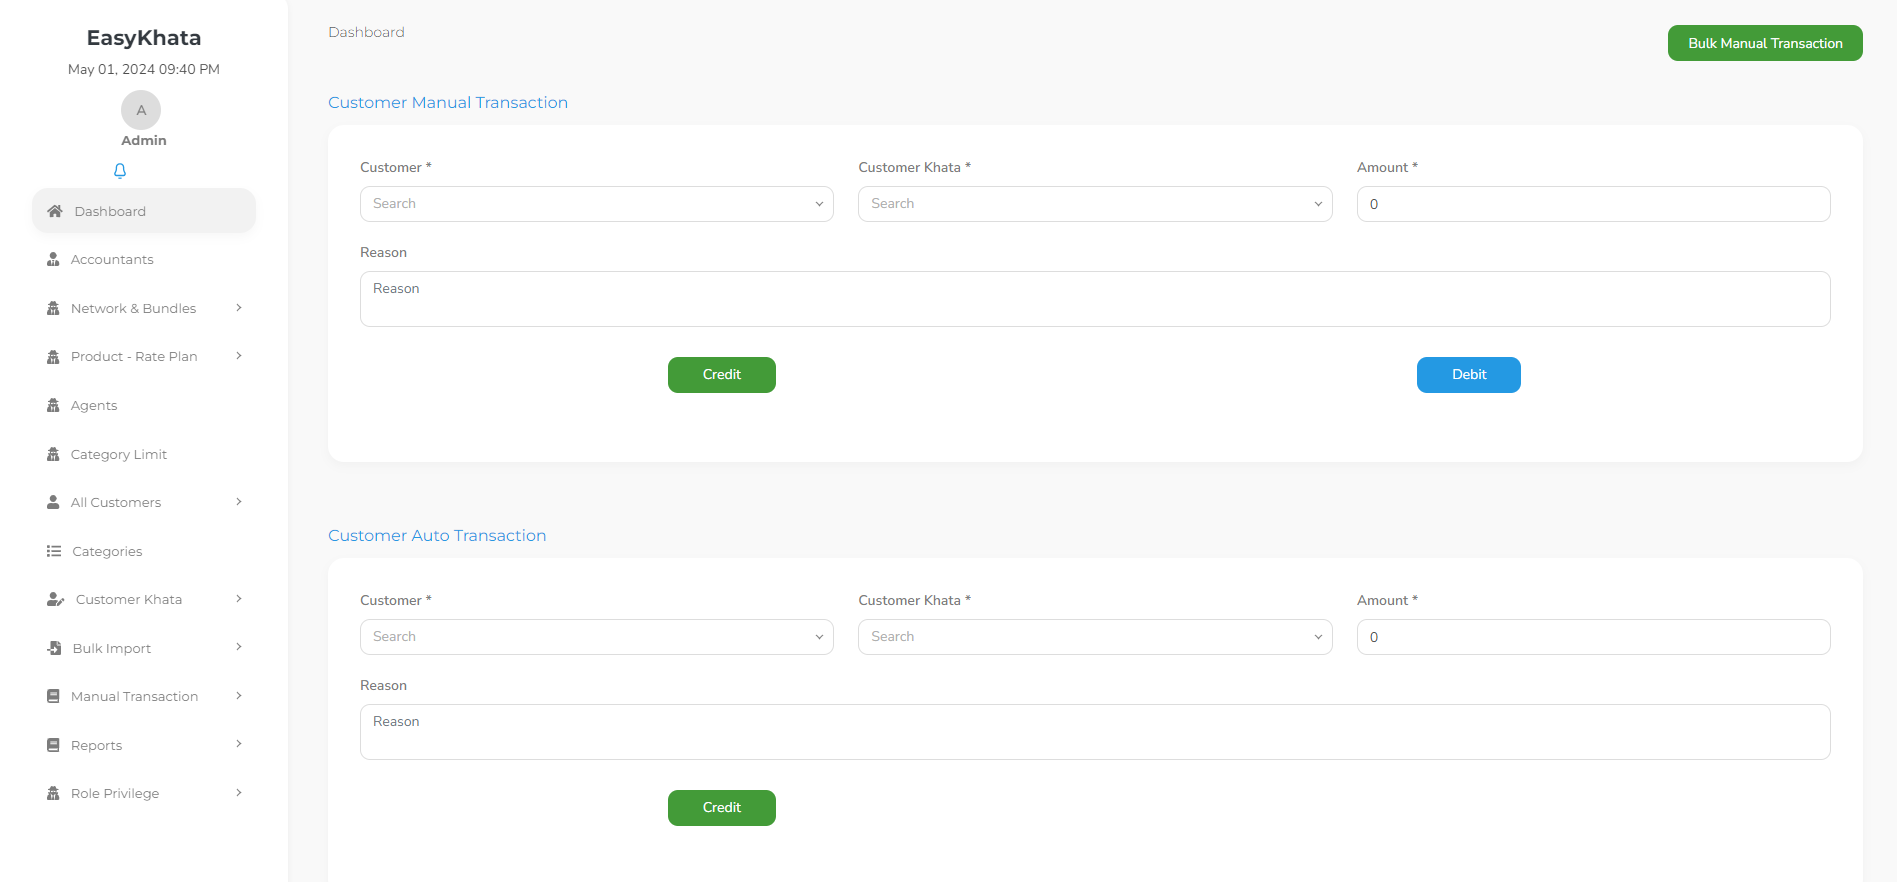 EasyKhata
May 01, 2024 09:40 PM
A
Admin
Dashboard
Accountants
Network & Bundles
Product - Rate Plan
Agents
Category Limit
All Customers
Categories
Customer Khata
Bulk Import
Manual Transaction
Reports
Role Privilege
Dashboard
Bulk Manual Transaction
Customer Manual Transaction
Customer * Customer Khata * Amount *
Search Search 0
Reason
Reason
Credit Debit
Customer Auto Transaction
Customer * Customer Khata * Amount *
Search Search 0
Reason
Reason
Credit